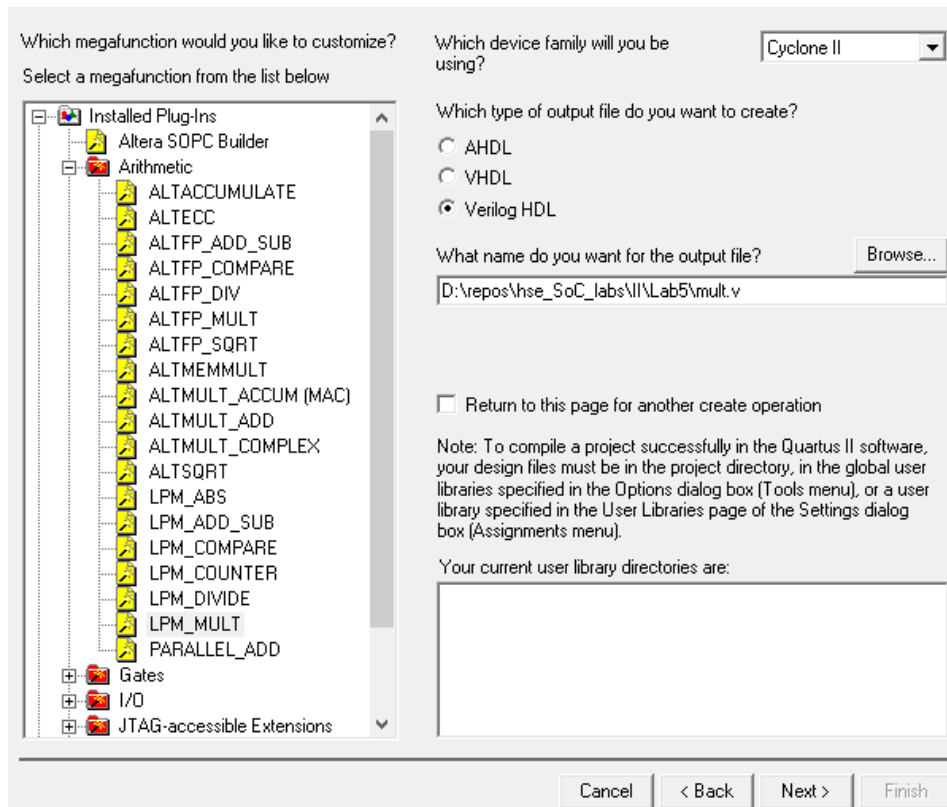 Which megafunction would you like to customize?
Select a megafunction from the list below
Installed Plug-Ins
Altera SOPC Builder
Arithmetic
ALTACCUMULATE
ALTECC
ALTFP_ADD_SUB
ALTFP_COMPARE
ALTFP_DIV
ALTFP_MULT
ALTFP_SQRT
ALTMEMMULT
ALTMULT_ACCUM (MAC)
ALTMULT_ADD
ALTMULT_COMPLEX
ALTSQRT
LPM_ABS
LPM_ADD_SUB
LPM_COMPARE
LPM_COUNTER
LPM_DIVIDE
LPM_MULT
PARALLEL_ADD
Gates
I/O
JTAG-accessible Extensions
Which device family will you be
using?
Cyclone II
Which type of output file do you want to create?
AHDL
VHDL
Verilog HDL
What name do you want for the output file?
Browse...
D:\repos\hse_SoC_labs\II\Lab5\mult.v
Return to this page for another create operation
Note: To compile a project successfully in the Quartus II software,
your design files must be in the project directory, in the global user
libraries specified in the Options dialog box (Tools menu), or a user
library specified in the User Libraries page of the Settings dialog
box (Assignments menu).
Your current user library directories are:
Cancel
< Back
Next >
Finish